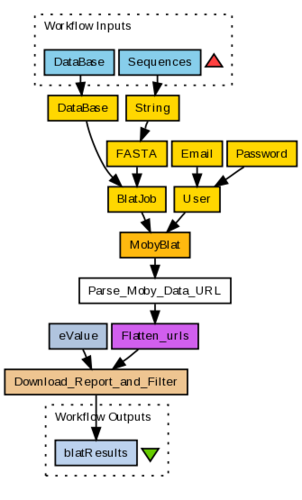 Workflow Inputs
DataBase
Sequences
DataBase
String
FASTA
Email
Password
BlatJob
User
MobyBlat
Parse_Moby_Data_URL
eValue
Flatten_urls
Download_Report_and_Filter
Workflow Outputs
blatResults